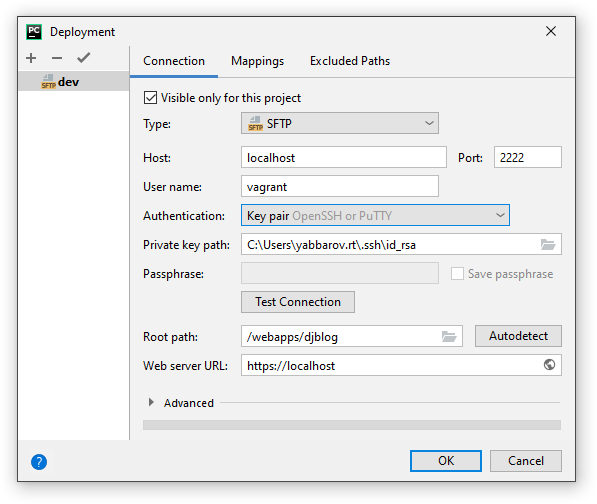 PC Deployment
Connection Mappings Excluded Paths
SFTP dev
Visible only for this project
Type: SFTP SFTP
Host: localhost Port: 2222
User name: vagrant
Authentication: Key pair OpenSSH or PuTTY
Private key path: C:\Users\yabbarov.rt\.ssh\id_rsa
Passphrase: Save passphrase
Test Connection
Root path: /webapps/djblog Autodetect
Web server URL: https://localhost
Advanced
? OK Cancel